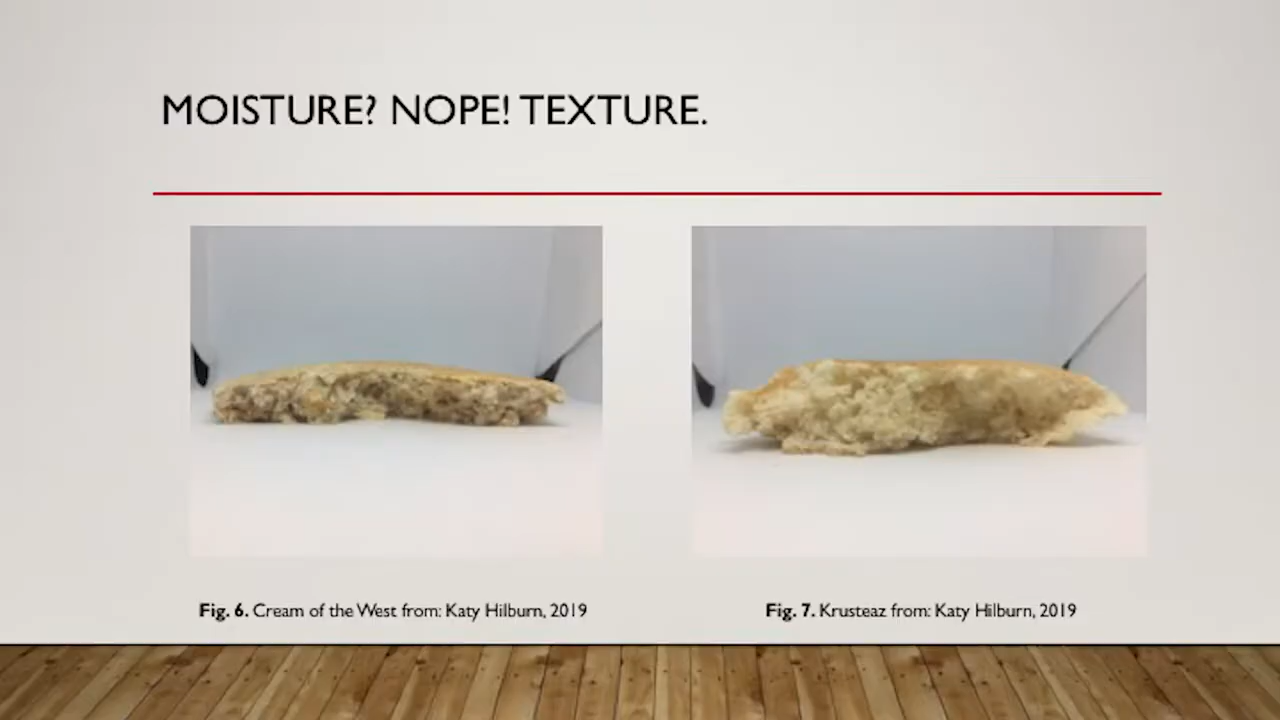 MOISTURE? NOPE! TEXTURE.
Fig. 6. Cream of the West from: Katy Hilburn, 2019
Fig. 7. Krusteaz from: Katy Hilburn, 2019